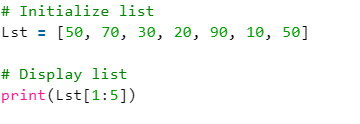 # Initialize list
Lst = [50, 70, 30, 20, 90, 10, 50]
# Display list
print(Lst[1:5])